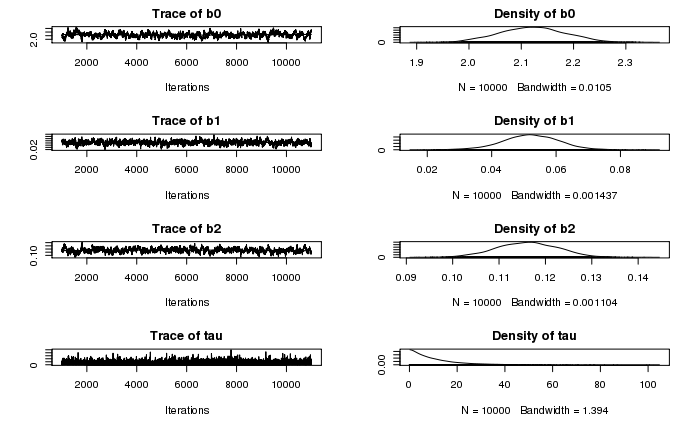 Trace of b0
2.0
2000 4000 6000 8000 10000
Iterations
Density of b0
0
1.9 2.0 2.1 2.2 2.3
N = 10000 Bandwidth = 0.0105
Trace of b1
0.02
2000 4000 6000 8000 10000
Iterations
Density of b1
0
0.02 0.04 0.06 0.08
N = 10000 Bandwidth = 0.001437
Trace of b2
0.10
2000 4000 6000 8000 10000
Iterations
Density of b2
0
0.09 0.10 0.11 0.12 0.13 0.14
N = 10000 Bandwidth = 0.001104
Trace of tau
0
2000 4000 6000 8000 10000
Iterations
Density of tau
0.00
0 20 40 60 80 100
N = 10000 Bandwidth = 1.394